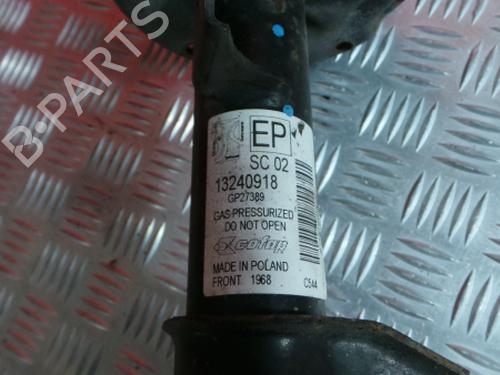 B-PARTS
EP
SC 02
13240918
GP27389
GAS-PRESSURIZED
DO NOT OPEN
cofap
MADE IN POLAND
FRONT 1968
C544